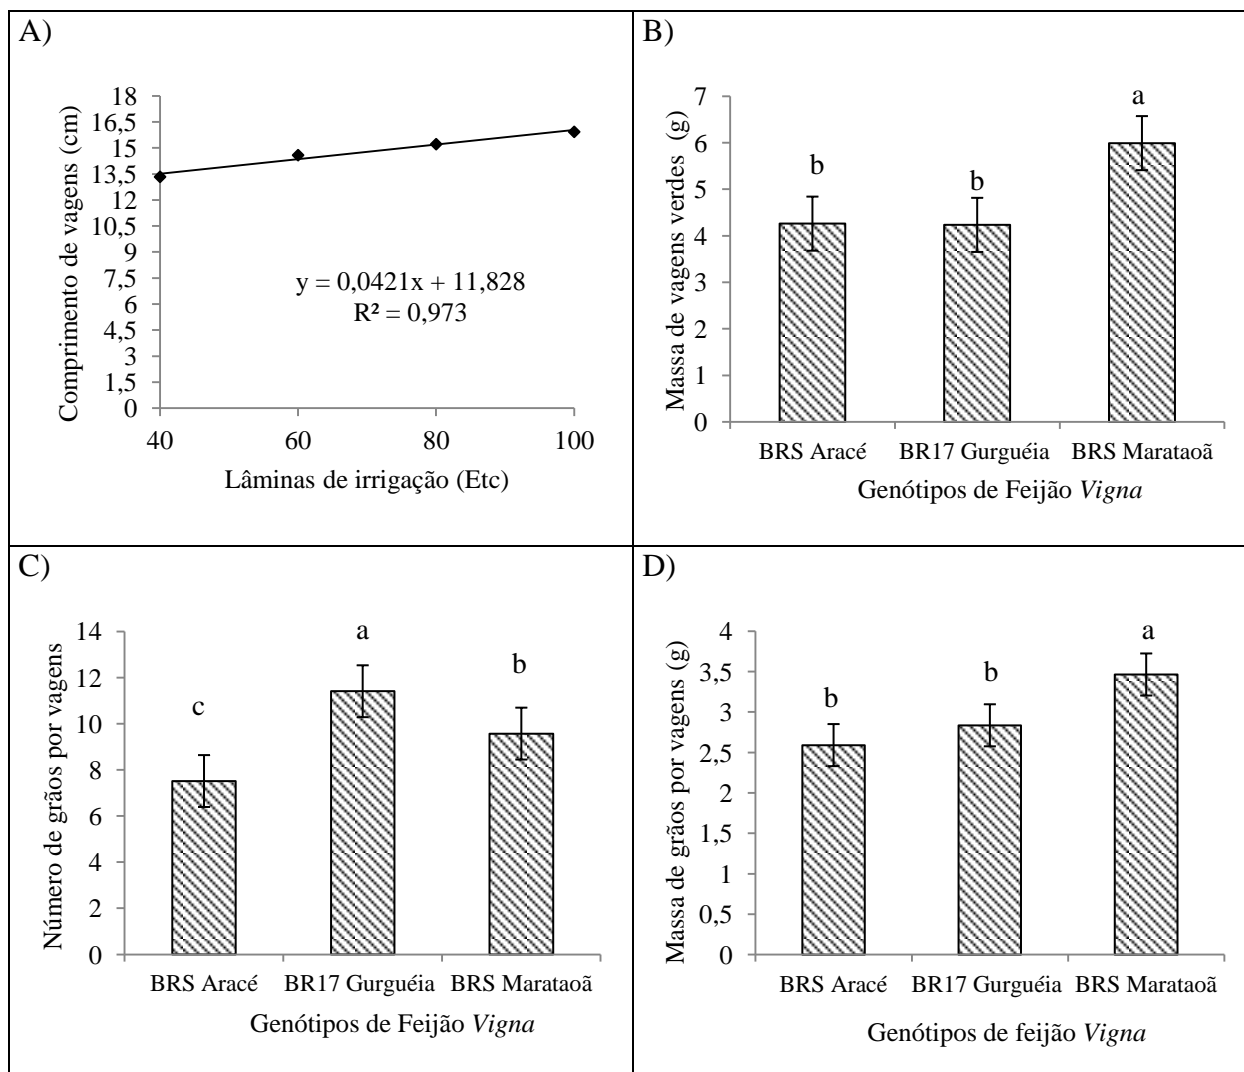 A)
Comprimento de vagens (cm)
18
16,5
15
13,5
12
10,5
9
7,5
6
4,5
3
1,5
0
y = 0,0421x + 11,828
R² = 0,973
40 60 80 100
Lâminas de irrigação (Etc)
B)
Massa de vagens verdes (g)
7
6
5
4
3
2
1
0
b b a
BRS Aracé BR17 Gurguéia BRS Marataoã
Genótipos de Feijão Vigna
C)
Número de grãos por vagens
14
12
10
8
6
4
2
0
c a b
BRS Aracé BR17 Gurguéia BRS Marataoã
Genótipos de Feijão Vigna
D)
Massa de grãos por vagens (g)
4
3,5
3
2,5
2
1,5
1
0,5
0
b b a
BRS Aracé BR17 Gurguéia BRS Marataoã
Genótipos de feijão Vigna